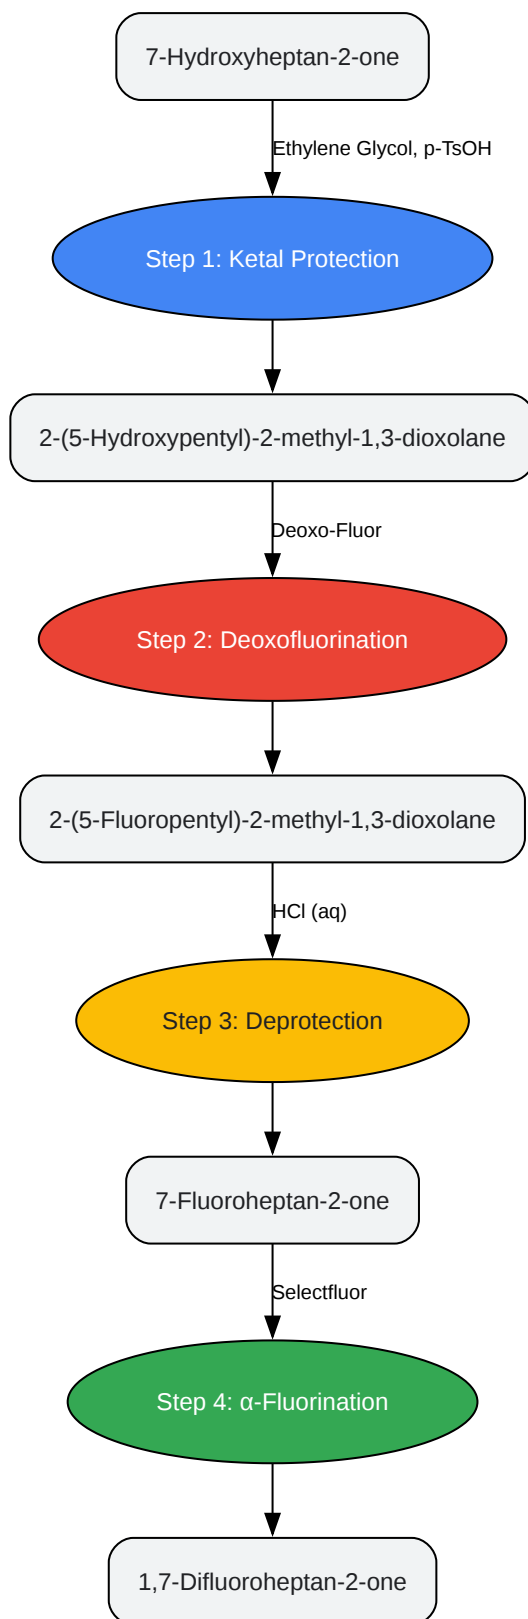 7-Hydroxyheptan-2-one
Ethylene Glycol, p-TsOH
Step 1: Ketal Protection
2-(5-Hydroxypentyl)-2-methyl-1,3-dioxolane
Deoxo-Fluor
Step 2: Deoxofluorination
2-(5-Fluoropentyl)-2-methyl-1,3-dioxolane
HCl (aq)
Step 3: Deprotection
7-Fluoroheptan-2-one
Selectfluor
Step 4: α-Fluorination
1,7-Difluoroheptan-2-one